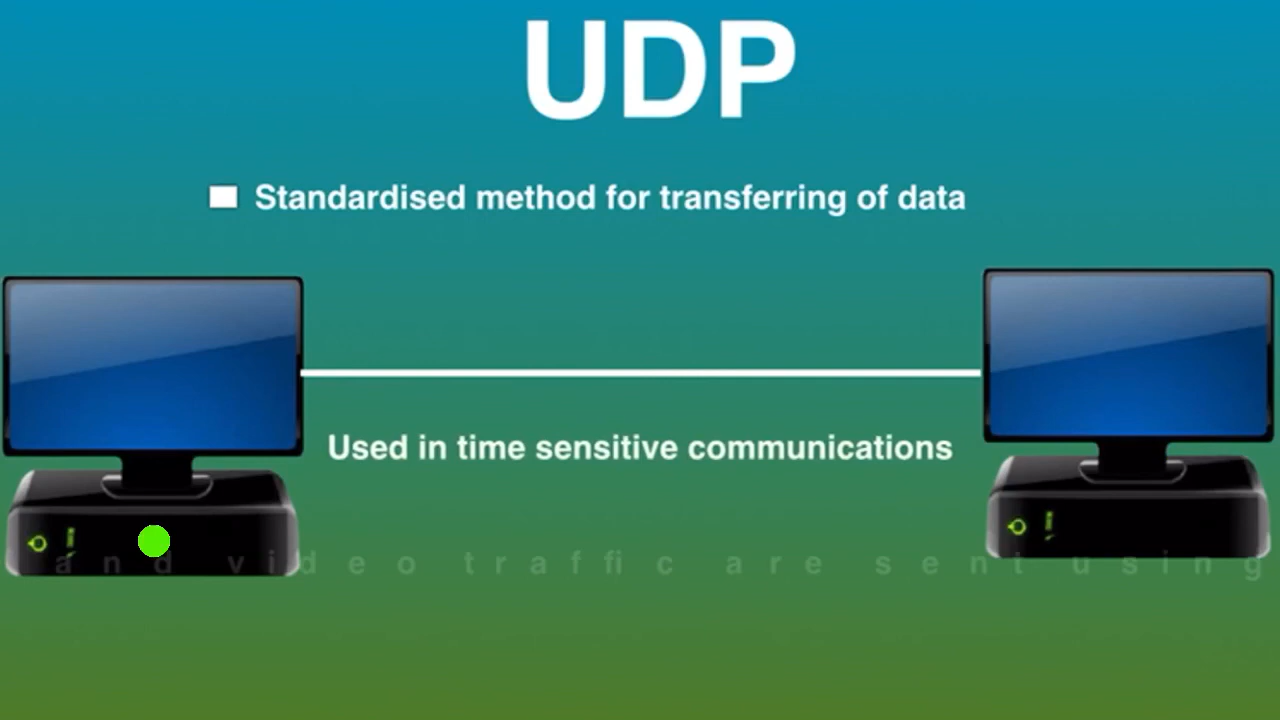 UDP
Standardised method for transferring of data
Used in time sensitive communications
and video traffic are sent using